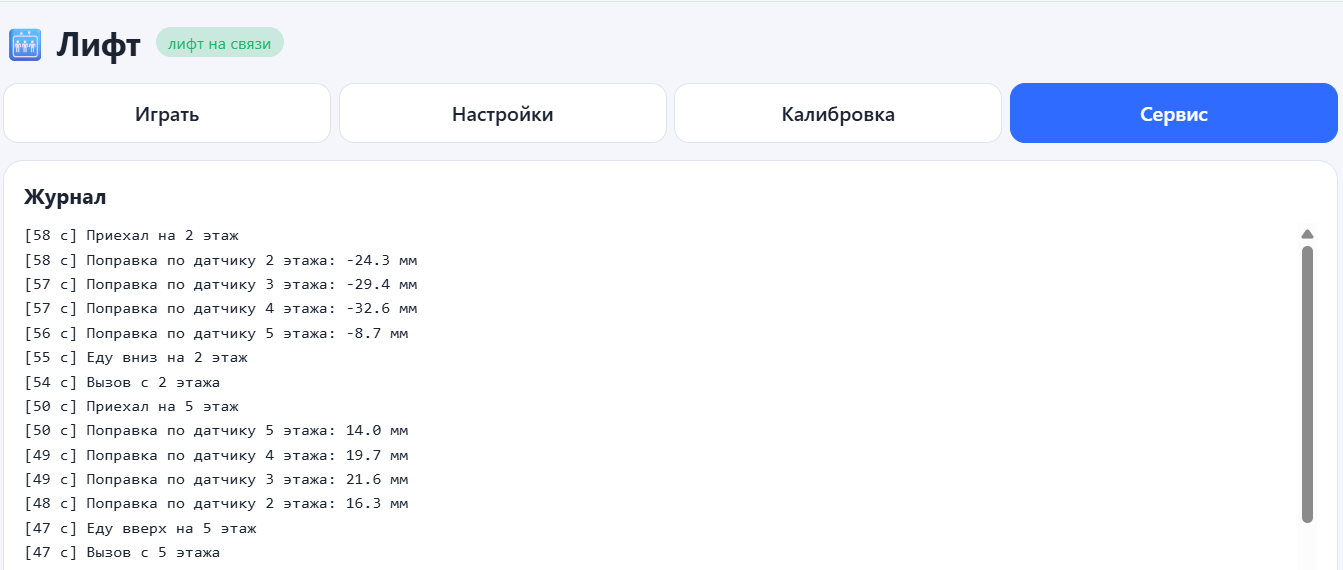 Лифт лифт на связи
Играть Настройки Калибровка Сервис
Журнал
[58 с] Приехал на 2 этаж
[58 с] Поправка по датчику 2 этажа: -24.3 мм
[57 с] Поправка по датчику 3 этажа: -29.4 мм
[57 с] Поправка по датчику 4 этажа: -32.6 мм
[56 с] Поправка по датчику 5 этажа: -8.7 мм
[55 с] Еду вниз на 2 этаж
[54 с] Вызов с 2 этажа
[50 с] Приехал на 5 этаж
[50 с] Поправка по датчику 5 этажа: 14.0 мм
[49 с] Поправка по датчику 4 этажа: 19.7 мм
[49 с] Поправка по датчику 3 этажа: 21.6 мм
[48 с] Поправка по датчику 2 этажа: 16.3 мм
[47 с] Еду вверх на 5 этаж
[47 с] Вызов с 5 этажа